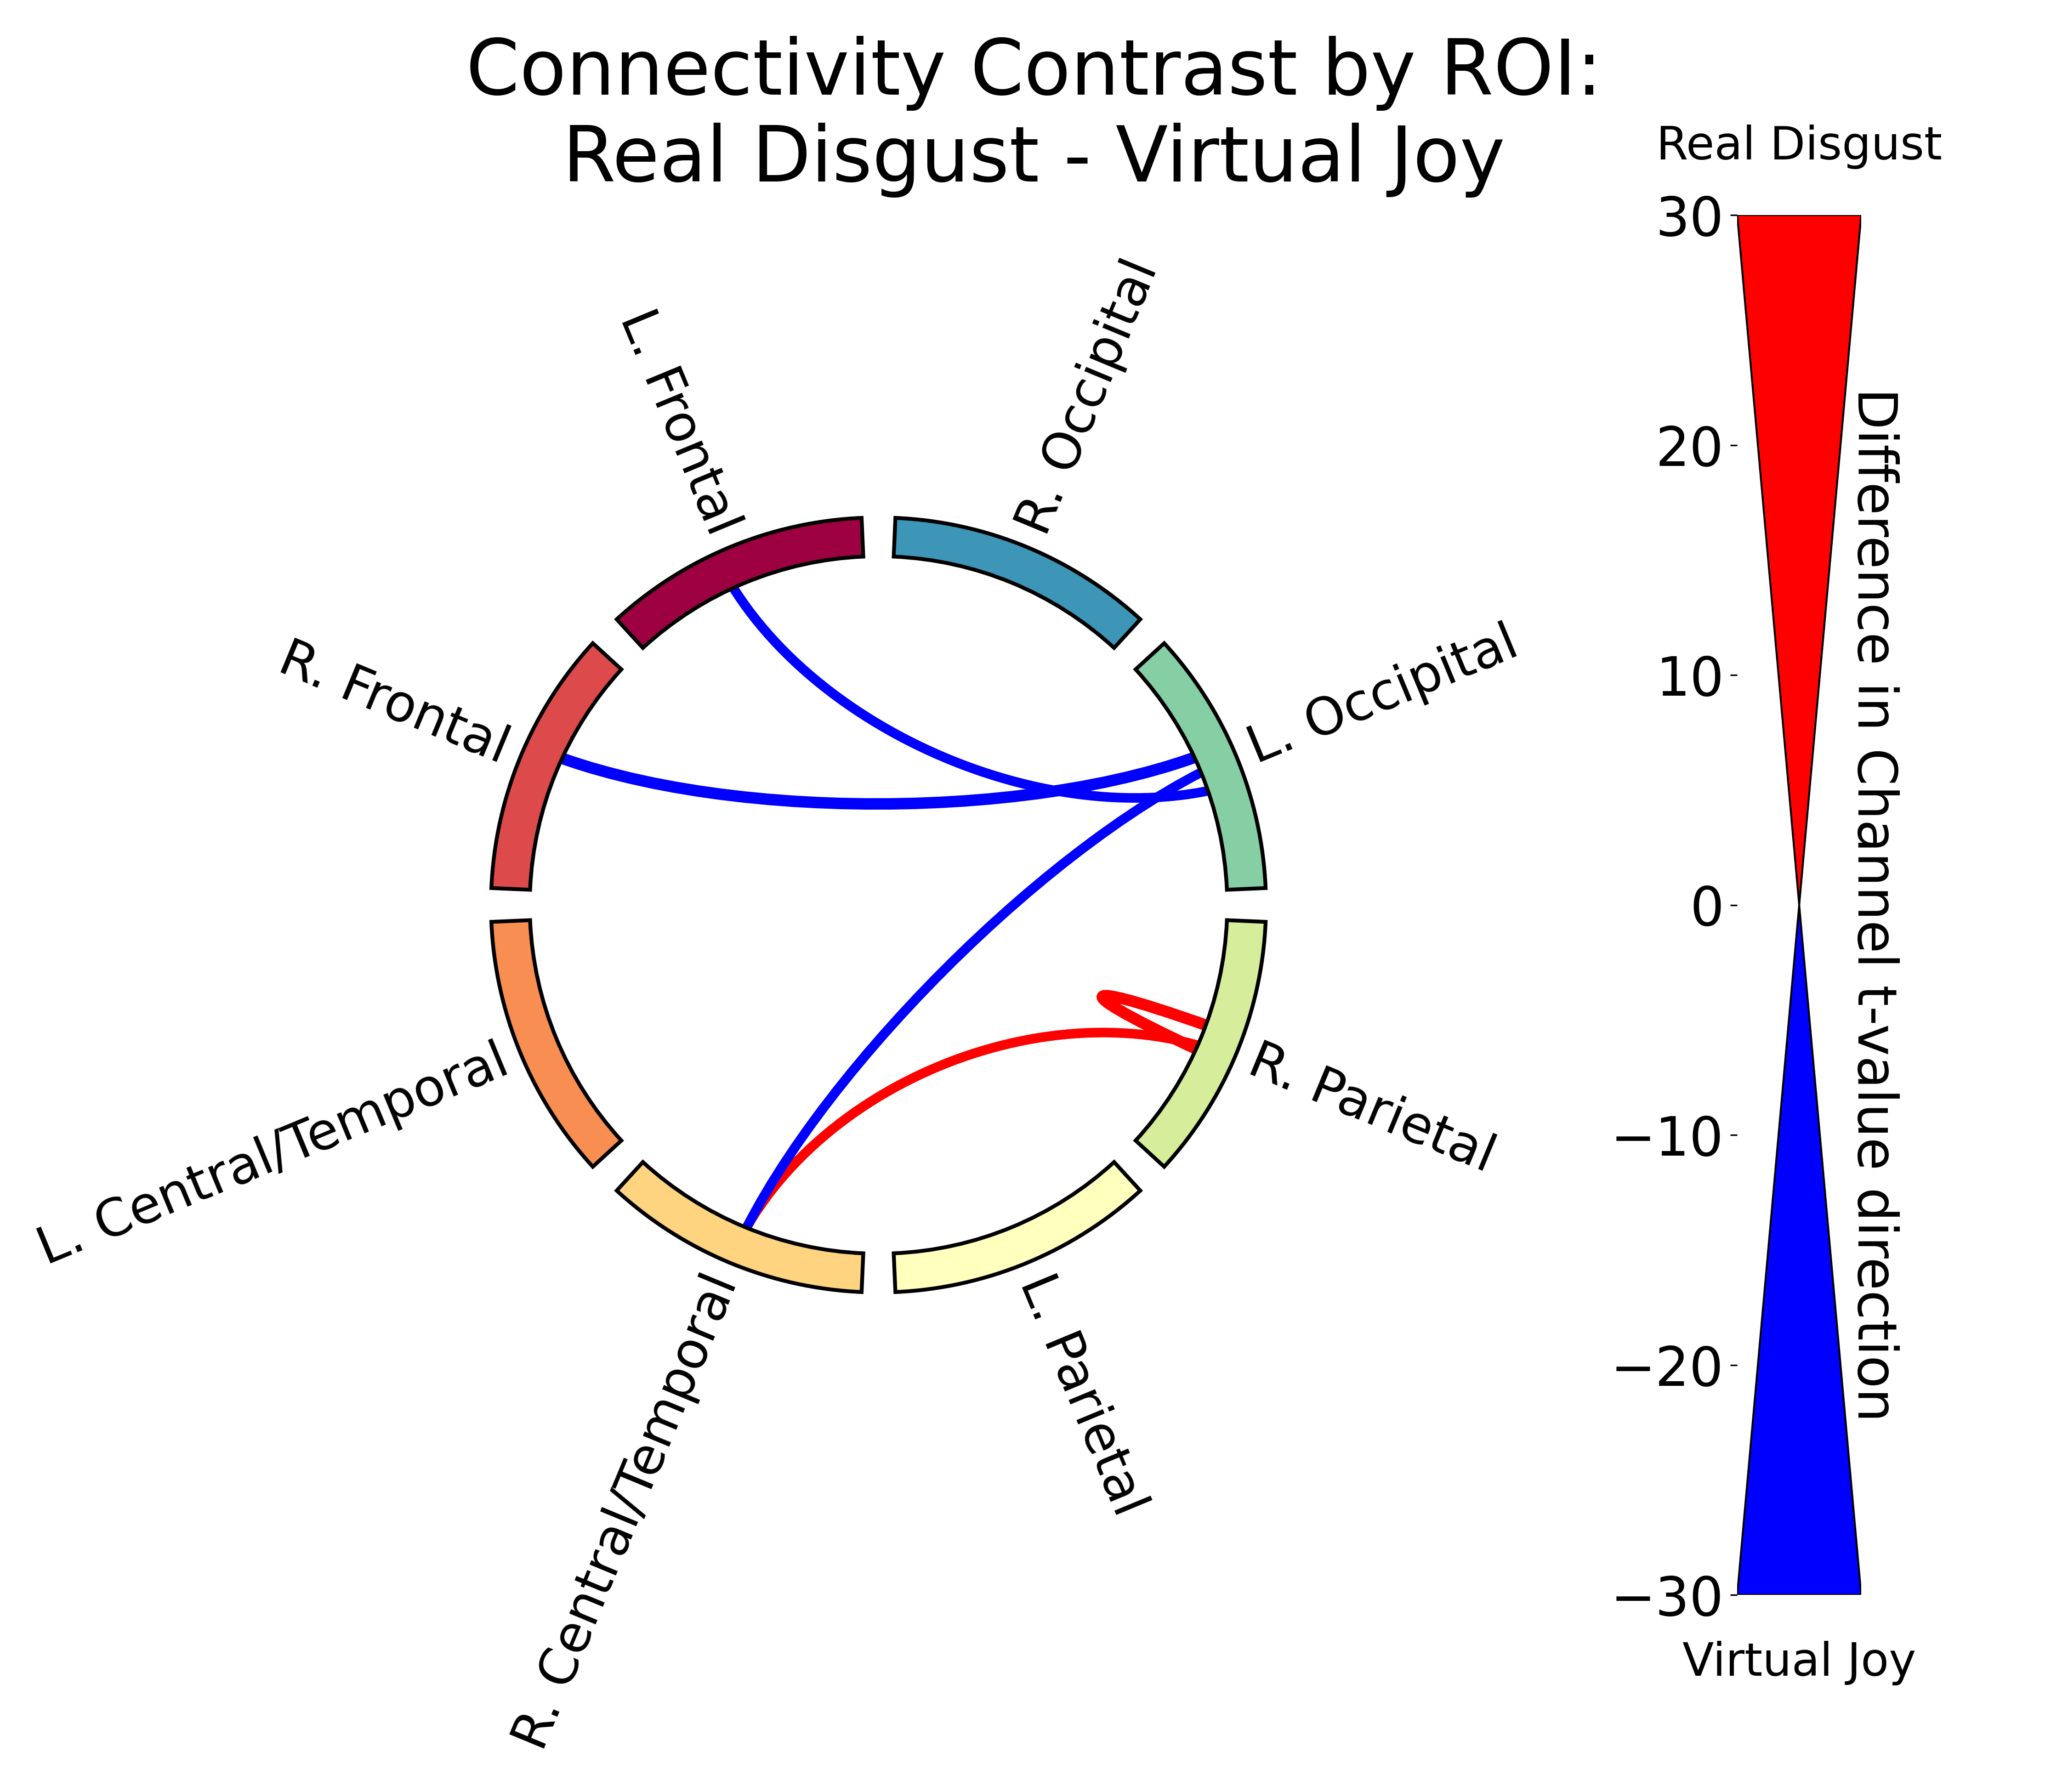 Connectivity Contrast by ROI:
Real Disgust - Virtual Joy
L. Frontal
R. Occipital
R. Frontal
L. Occipital
L. Central/Temporal
R. Parietal
R. Central/Temporal
L. Parietal
Real Disgust
30
20
10
0
−10
−20
−30
Difference in Channel t-value direction
Virtual Joy